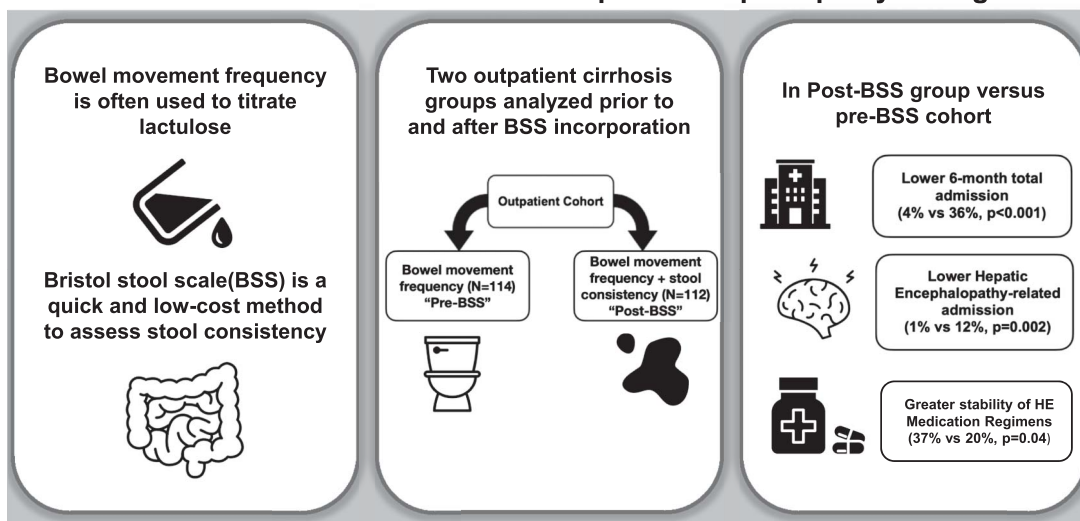 Bowel movement frequency
is often used to titrate
lactulose
Bristol stool scale(BSS) is a
quick and low-cost method
to assess stool consistency
Two outpatient cirrhosis
groups analyzed prior to
and after BSS incorporation
Outpatient Cohort
Bowel movement
frequency (N=114)
“Pre-BSS”
Bowel movement
frequency + stool
consistency (N=112)
“Post-BSS”
In Post-BSS group versus
pre-BSS cohort
Lower 6-month total
admission
(4% vs 36%, p<0.001)
Lower Hepatic
Encephalopathy-related
admission
(1% vs 12%, p=0.002)
Greater stability of HE
Medication Regimens
(37% vs 20%, p=0.04)